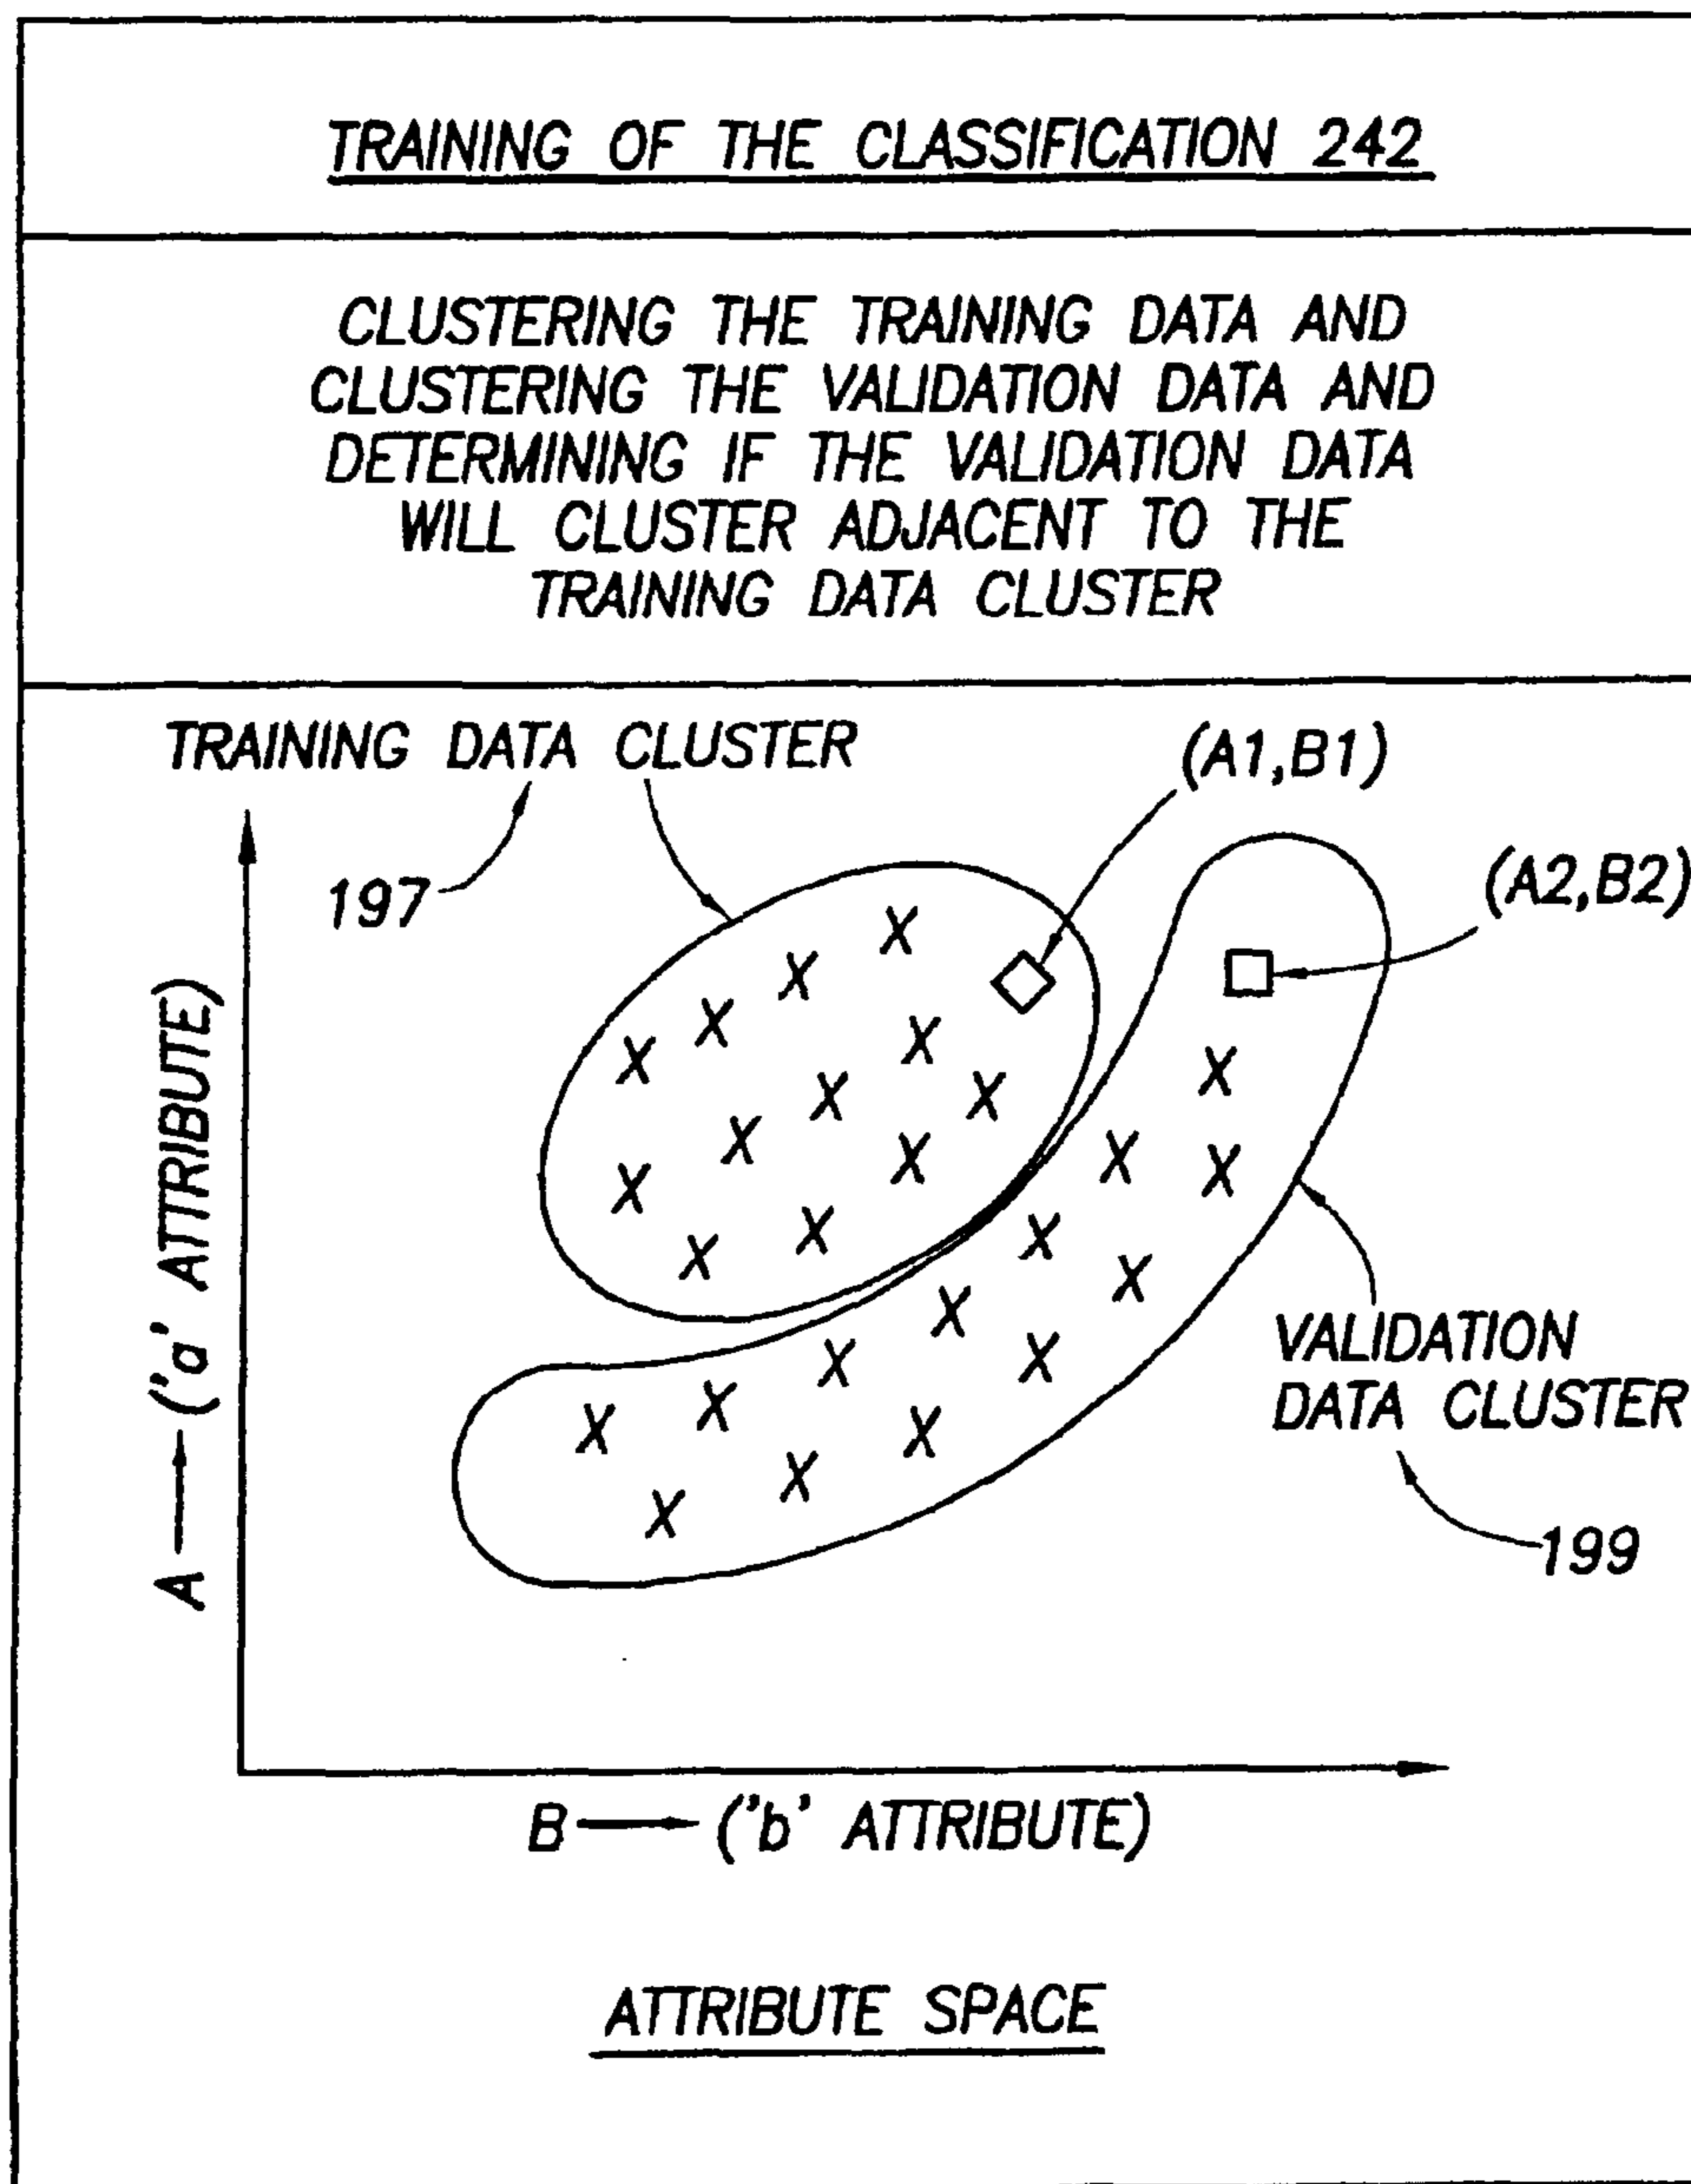 TRAINING OF THE CLASSIFICATION 242
CLUSTERING THE TRAINING DATA AND
CLUSTERING THE VALIDATION DATA AND
DETERMINING IF THE VALIDATION DATA
WILL CLUSTER ADJACENT TO THE
TRAINING DATA CLUSTER
TRAINING DATA CLUSTER
(A1,B1)
197
(A2,B2)
A → ('a' ATTRIBUTE)
VALIDATION
DATA CLUSTER
199
B → ('b' ATTRIBUTE)
ATTRIBUTE SPACE